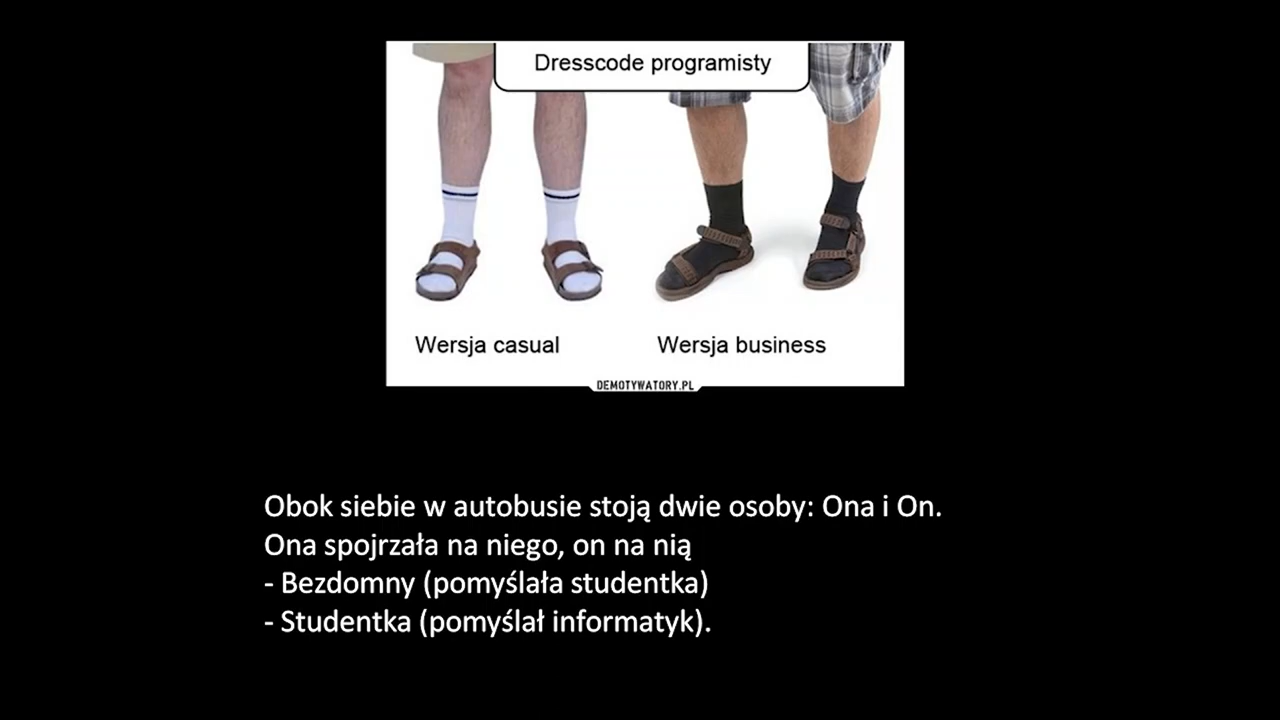 Dresscode programisty
Wersja casual
Wersja business
DEMOTYWATORY.PL
Obok siebie w autobusie stoją dwie osoby: Ona i On.
Ona spojrzała na niego, on na nią
- Bezdomny (pomyślała studentka)
- Studentka (pomyślał informatyk).